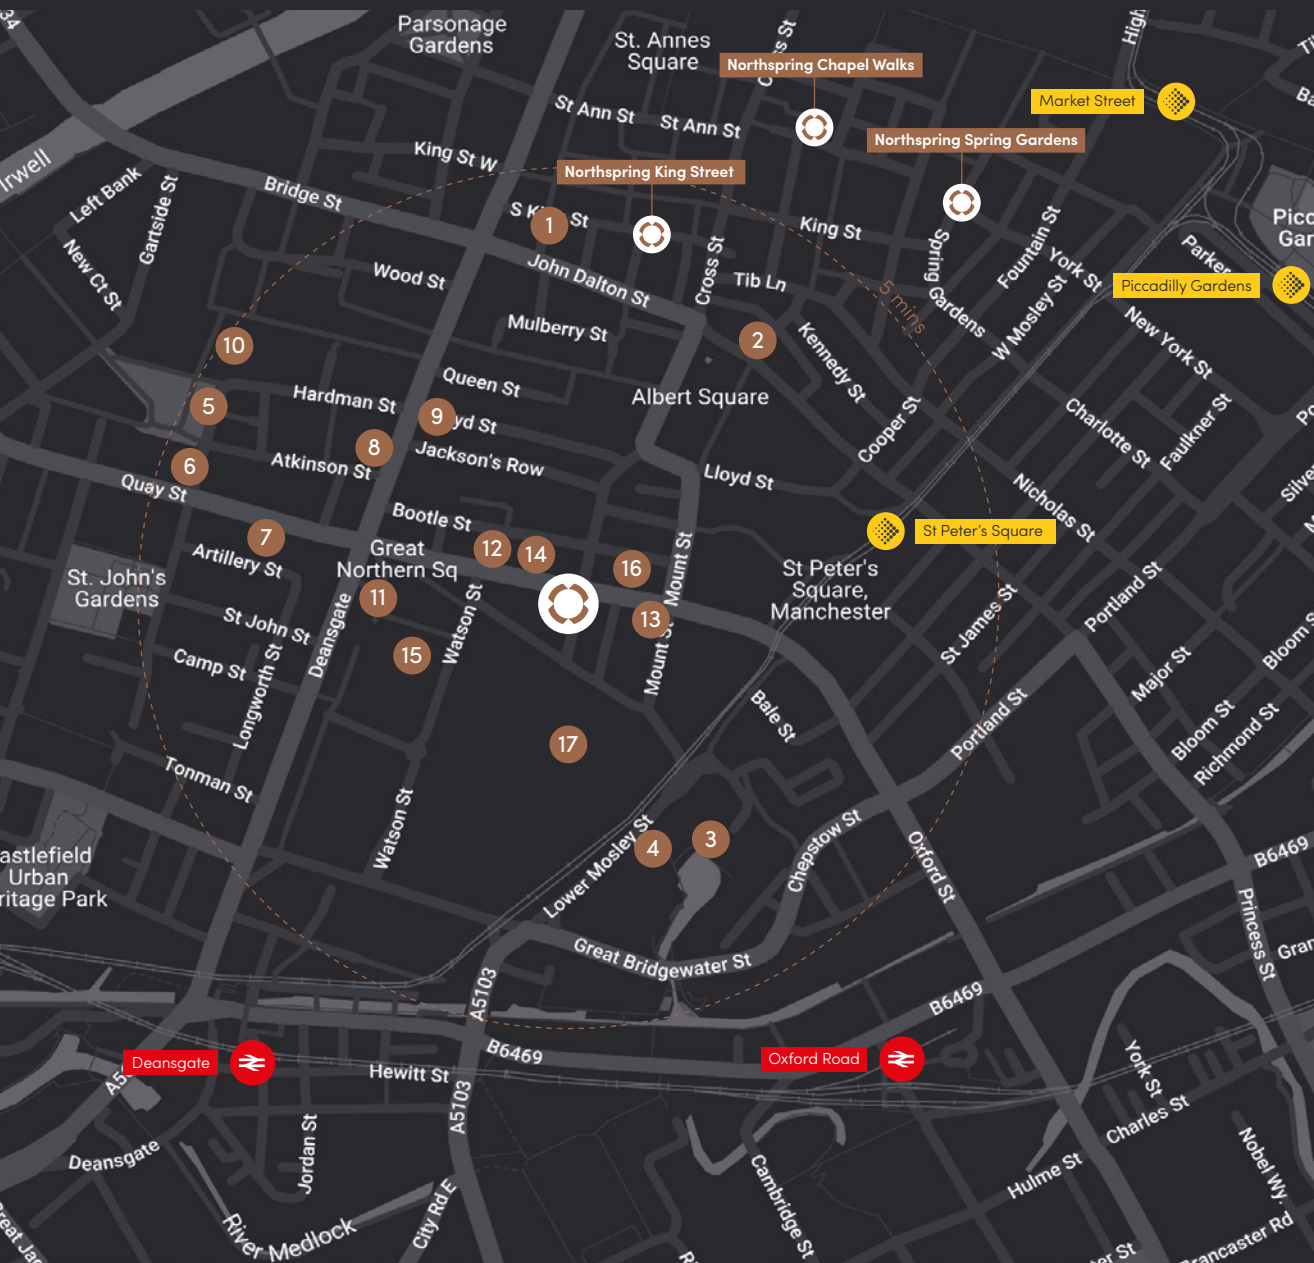 34
Parsonage
Gardens
St. Annes
Square
High
Northspring Chapel Walks
Market Street
St Ann St
St Ann St
Northspring Spring Gardens
King St W
Northspring King Street
Irwell
Left Bank
Gartside St
Bridge St
1
King St
Cross St
Spring Gardens
Fountain St
York St
W Mosley St
Parker
Piccadilly Gardens
New Ct St
Wood St
John Dalton St
Tib Ln
5 mins
New York St
Mulberry St
2
Kennedy St
10
Queen St
Albert Square
Hardman St
5
9
8
Jackson's Row
Cooper St
Charlotte St
Faulkner St
6
Atkinson St
Lloyd St
Quay St
Nicholas St
Bootle St
7
St Peter's Square
Artillery St
Great
Northern Sq
12
14
16
Mount St
St Peter's
Square,
Manchester
St. John's
Gardens
11
13
Portland St
St John St
Deansgate
Watson St
Mount St
St James St
Camp St
15
Longworth St
Major St
Bloom St
Bale St
Portland St
Bloom St
Richmond St
17
Tonman St
Watson St
Lower Mosley St
4
3
Chepstow St
Oxford St
B6469
astlefield
Urban
ritage Park
Great Bridgewater St
Princess St
Gran
A5103
B6469
Deansgate
B6469
Oxford Road
Hewitt St
York St
A5103
Charles St
Jordan St
Deansgate
Cambridge St
Hulme St
Nobel Wy.
City Rd E
River Medlock